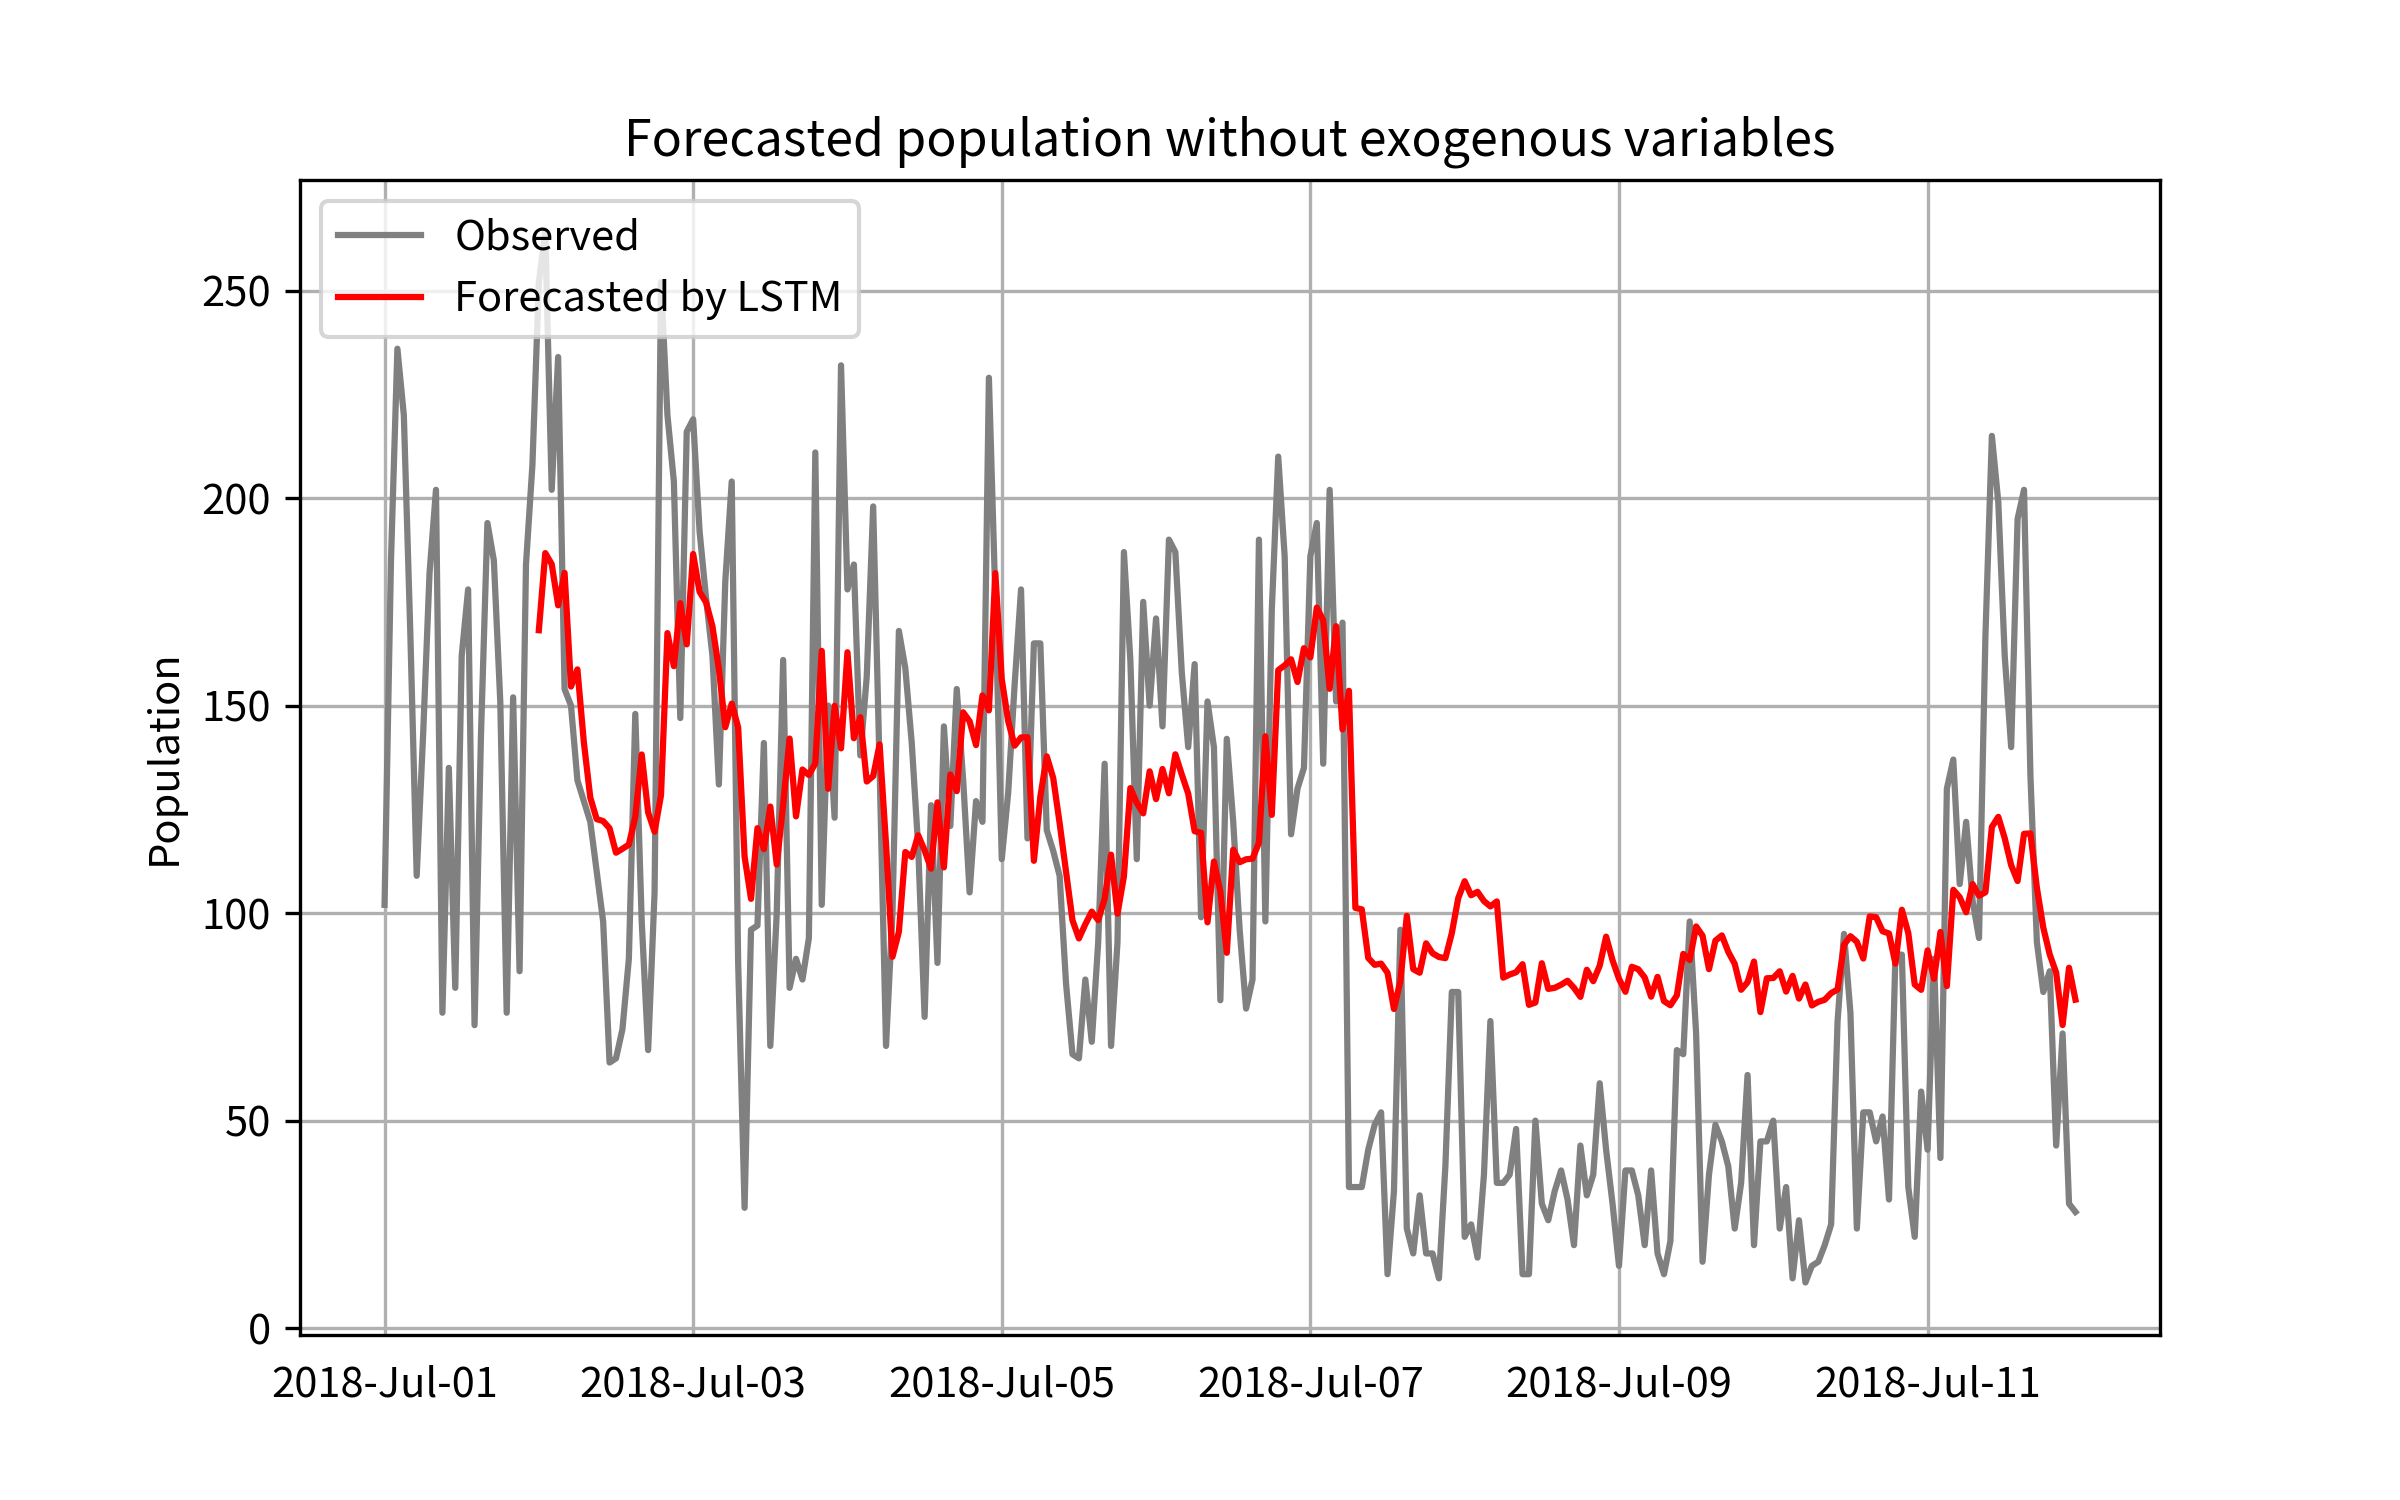 Forecasted population without exogenous variables
Observed
Forecasted by LSTM
Population
250
200
150
100
50
0
2018-Jul-01 2018-Jul-03 2018-Jul-05 2018-Jul-07 2018-Jul-09 2018-Jul-11